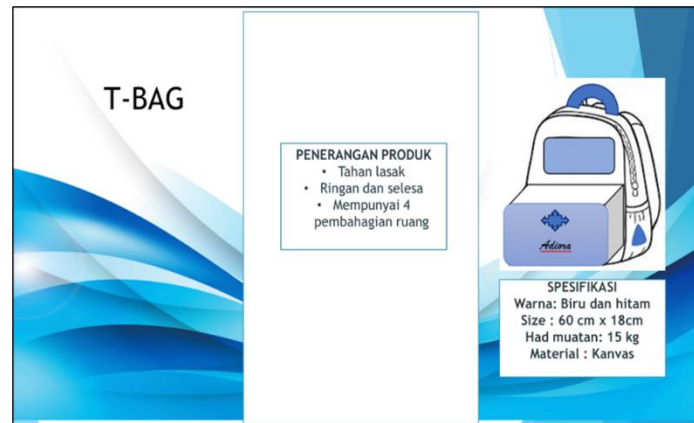 T-BAG
PENERANGAN PRODUK
• Tahan lasak
• Ringan dan selesa
• Mempunyai 4
pembahagian ruang
Adiora
SPESIFIKASI
Warna: Biru dan hitam
Size : 60 cm x 18cm
Had muatan: 15 kg
Material : Kanvas